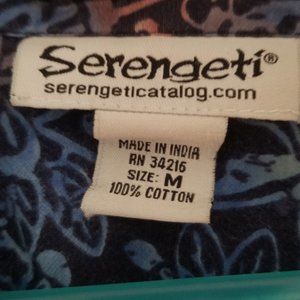 Serengeti®
serengeticatalog.com
MADE IN INDIA
RN 34216
SIZE: M
100% COTTON